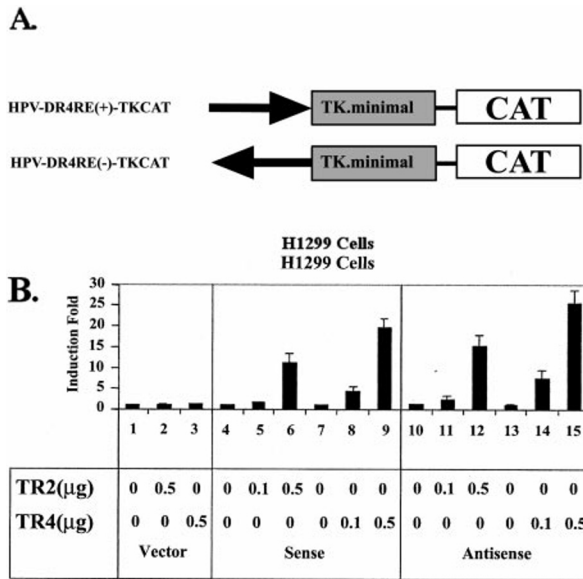 A.
HPV-DR4RE(+)-TKCAT TK.minimal CAT
HPV-DR4RE(-)-TKCAT TK.minimal CAT
H1299 Cells
H1299 Cells
B.
Induction Fold
30
25
20
15
10
5
0
1 2 3 4 5 6 7 8 9 10 11 12 13 14 15
TR2(μg) 0 0.5 0 0 0.1 0.5 0 0 0 0 0.1 0.5 0 0 0
TR4(μg) 0 0 0.5 0 0 0 0 0.1 0.5 0 0 0 0 0.1 0.5
Vector Sense Antisense